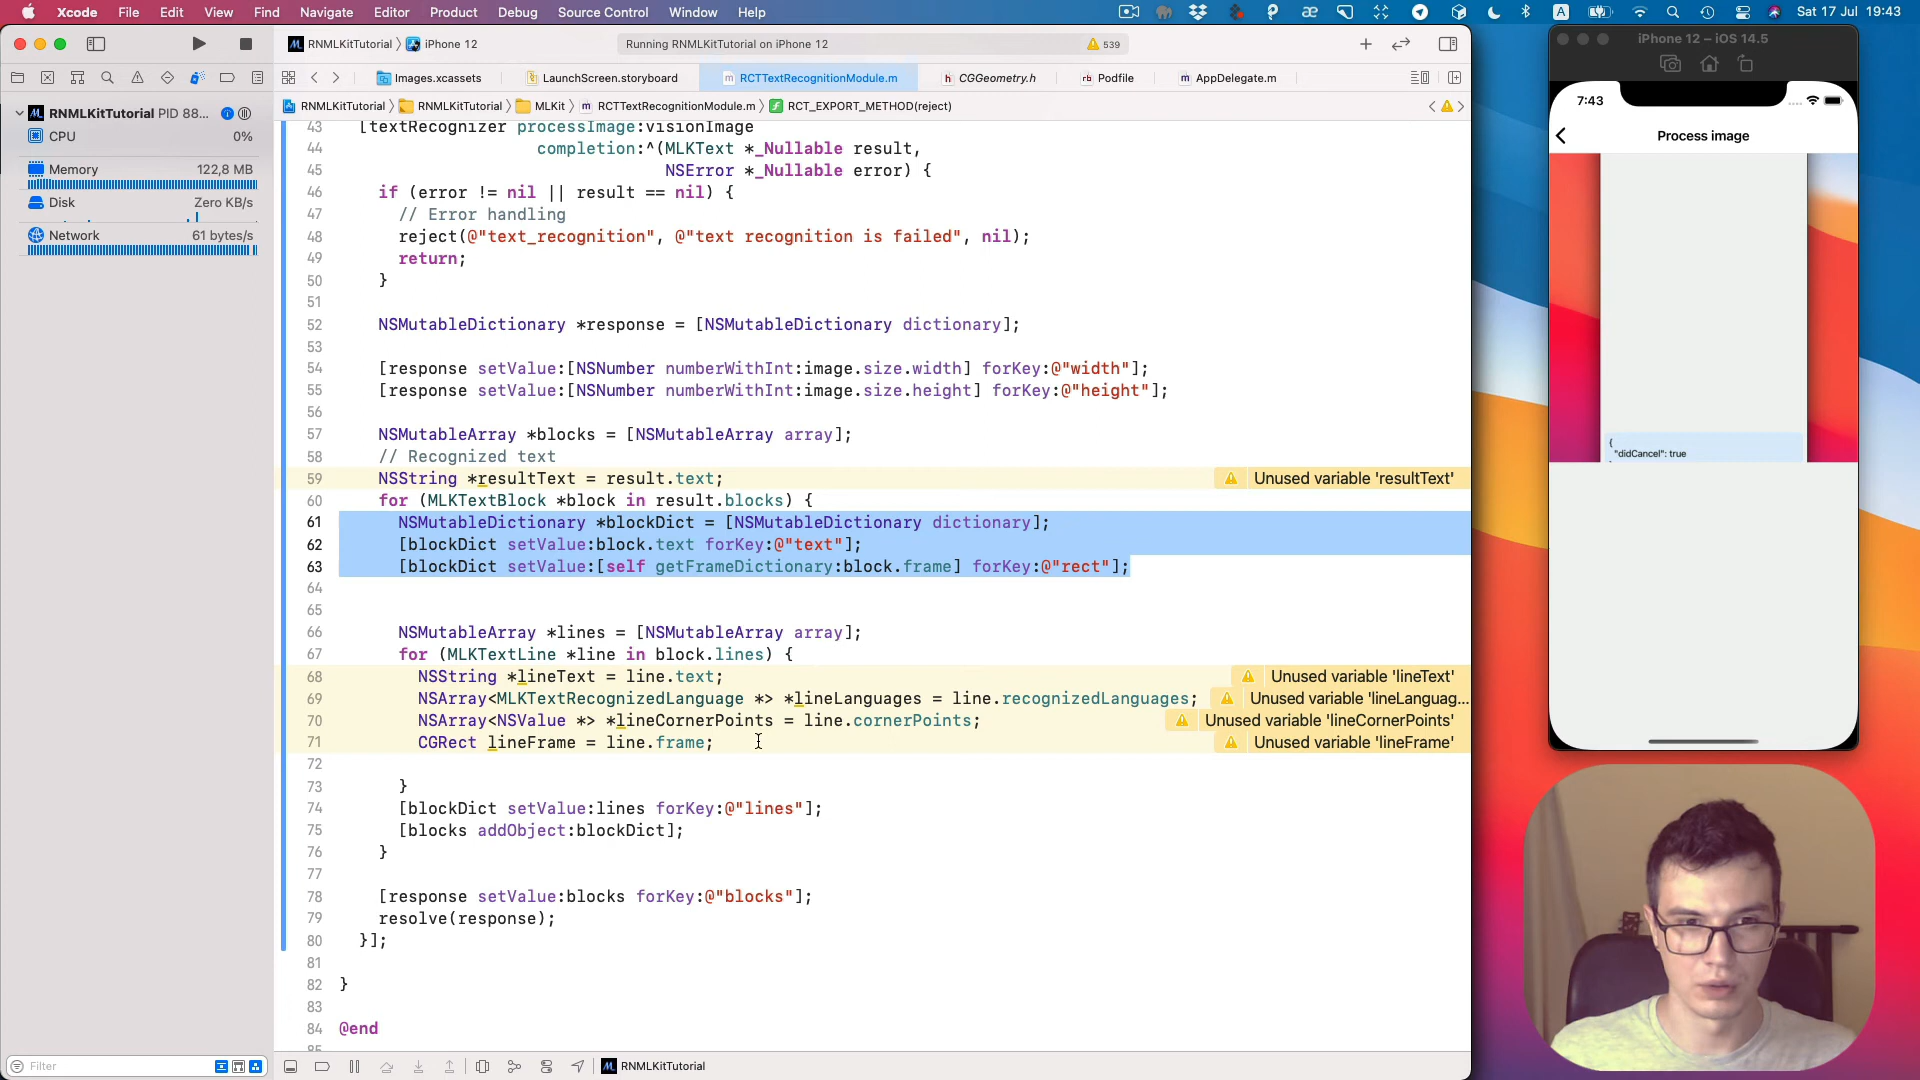 Xcode File Edit View Find Navigate Editor Product Debug Source Control Window Help
Sat 17 Jul 19:43
RNMLKitTutorial iPhone 12
Running RNMLKitTutorial on iPhone 12
539
Images.xcassets LaunchScreen.storyboard RCTTextRecognitionModule.m CGGeometry.h Podfile AppDelegate.m
RNMLKitTutorial RNMLKitTutorial MLKit RCTTextRecognitionModule.m RCT_EXPORT_METHOD(reject)
RNMLKitTutorial PID 88...
CPU 0%
Memory 122,8 MB
Disk Zero KB/s
Network 61 bytes/s
43 [textRecognizer processImage:visionImage
44 completion:^(MLKText *_Nullable result,
45 NSError *_Nullable error) {
46 if (error != nil || result == nil) {
47 // Error handling
48 reject(@"text_recognition", @"text recognition is failed", nil);
49 return;
50 }
51
52 NSMutableDictionary *response = [NSMutableDictionary dictionary];
53
54 [response setValue:[NSNumber numberWithInt:image.size.width] forKey:@"width"];
55 [response setValue:[NSNumber numberWithInt:image.size.height] forKey:@"height"];
56
57 NSMutableArray *blocks = [NSMutableArray array];
58 // Recognized text
59 NSString *resultText = result.text; Unused variable 'resultText'
60 for (MLKTextBlock *block in result.blocks) {
61 NSMutableDictionary *blockDict = [NSMutableDictionary dictionary];
62 [blockDict setValue:block.text forKey:@"text"];
63 [blockDict setValue:[self getFrameDictionary:block.frame] forKey:@"rect"];
64
65
66 NSMutableArray *lines = [NSMutableArray array];
67 for (MLKTextLine *line in block.lines) {
68 NSString *lineText = line.text; Unused variable 'lineText'
69 NSArray<MLKTextRecognizedLanguage *> *lineLanguages = line.recognizedLanguages; Unused variable 'lineLanguag...
70 NSArray<NSValue *> *lineCornerPoints = line.cornerPoints; Unused variable 'lineCornerPoints'
71 CGRect lineFrame = line.frame; Unused variable 'lineFrame'
72
73 }
74 [blockDict setValue:lines forKey:@"lines"];
75 [blocks addObject:blockDict];
76 }
77
78 [response setValue:blocks forKey:@"blocks"];
79 resolve(response);
80 }];
81
82 }
83
84 @end
85
Filter
RNMLKitTutorial
iPhone 12 – iOS 14.5
7:43
Process image
{
"didCancel": true